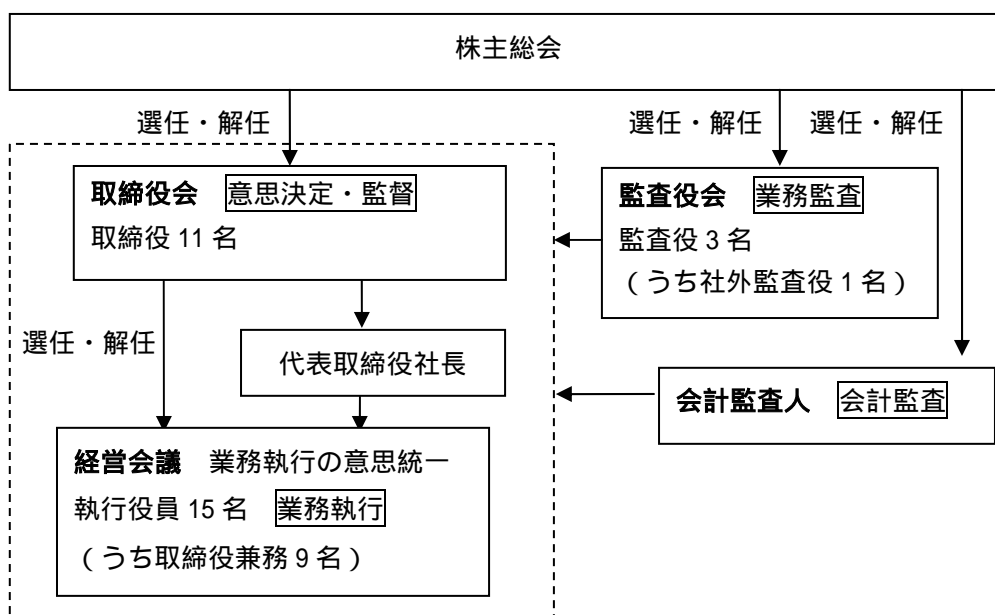 株主総会
選任・解任
選任・解任 選任・解任
取締役会 意思決定・監督
取締役 11 名
監査役会 業務監査
監査役 3 名
（うち社外監査役 1 名）
選任・解任
代表取締役社長
会計監査人 会計監査
経営会議 業務執行の意思統一
執行役員 15 名 業務執行
（うち取締役兼務 9 名）